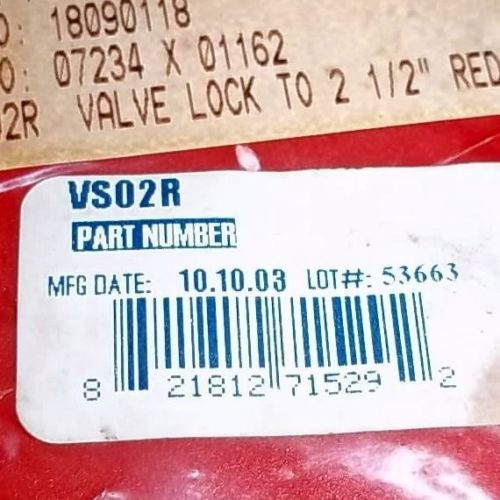 O: 18090118
O: 07234 X 01162
02R VALVE LOCK TO 2 1/2" RED
VS02R
PART NUMBER
MFG DATE: 10.10.03 LOT#: 53663
8 21812 71529 2